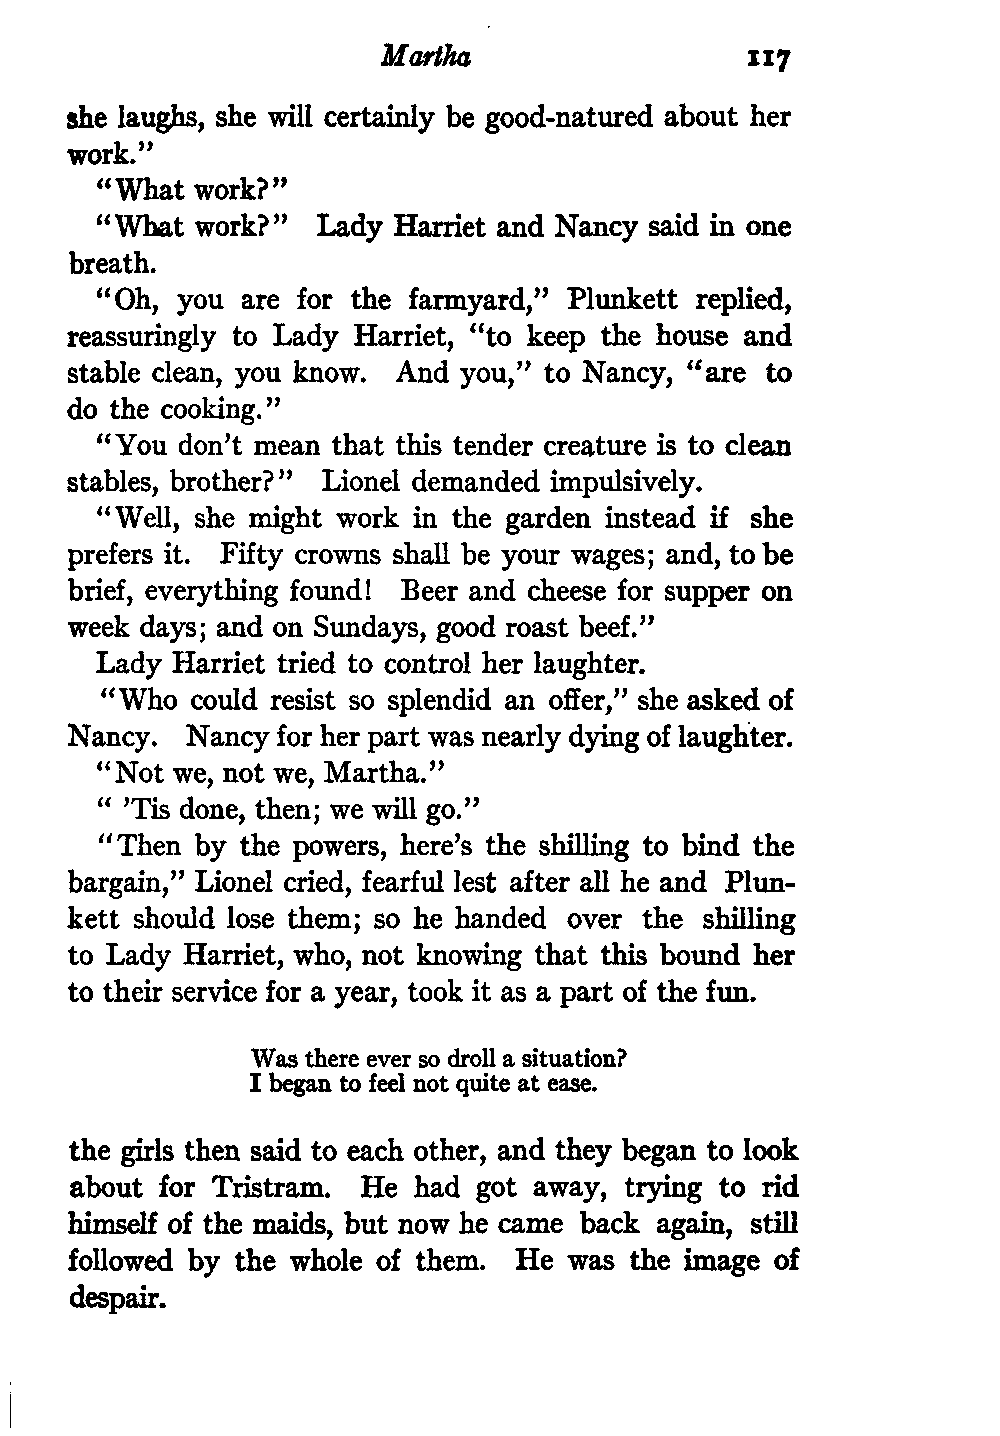 Martha 117
she laughs, she will certainly be good-natured about her
work."
"What work?"
"What work?" Lady Harriet and Nancy said in one
breath.
"Oh, you are for the farmyard," Plunkett replied,
reassuringly to Lady Harriet, "to keep the house and
stable clean, you know. And you," to Nancy, "are to
do the cooking."
"You don't mean that this tender creature is to clean
stables, brother?" Lionel demanded impulsively.
"Well, she might work in the garden instead if she
prefers it. Fifty crowns shall be your wages; and, to be
brief, everything found! Beer and cheese for supper on
week days; and on Sundays, good roast beef."
Lady Harriet tried to control her laughter.
"Who could resist so splendid an offer," she asked of
Nancy. Nancy for her part was nearly dying of laughter.
"Not we, not we, Martha."
" 'Tis done, then; we will go."
"Then by the powers, here's the shilling to bind the
bargain," Lionel cried, fearful lest after all he and Plun-
kett should lose them; so he handed over the shilling
to Lady Harriet, who, not knowing that this bound her
to their service for a year, took it as a part of the fun.
Was there ever so droll a situation?
I began to feel not quite at ease.
the girls then said to each other, and they began to look
about for Tristram. He had got away, trying to rid
himself of the maids, but now he came back again, still
followed by the whole of them. He was the image of
despair.